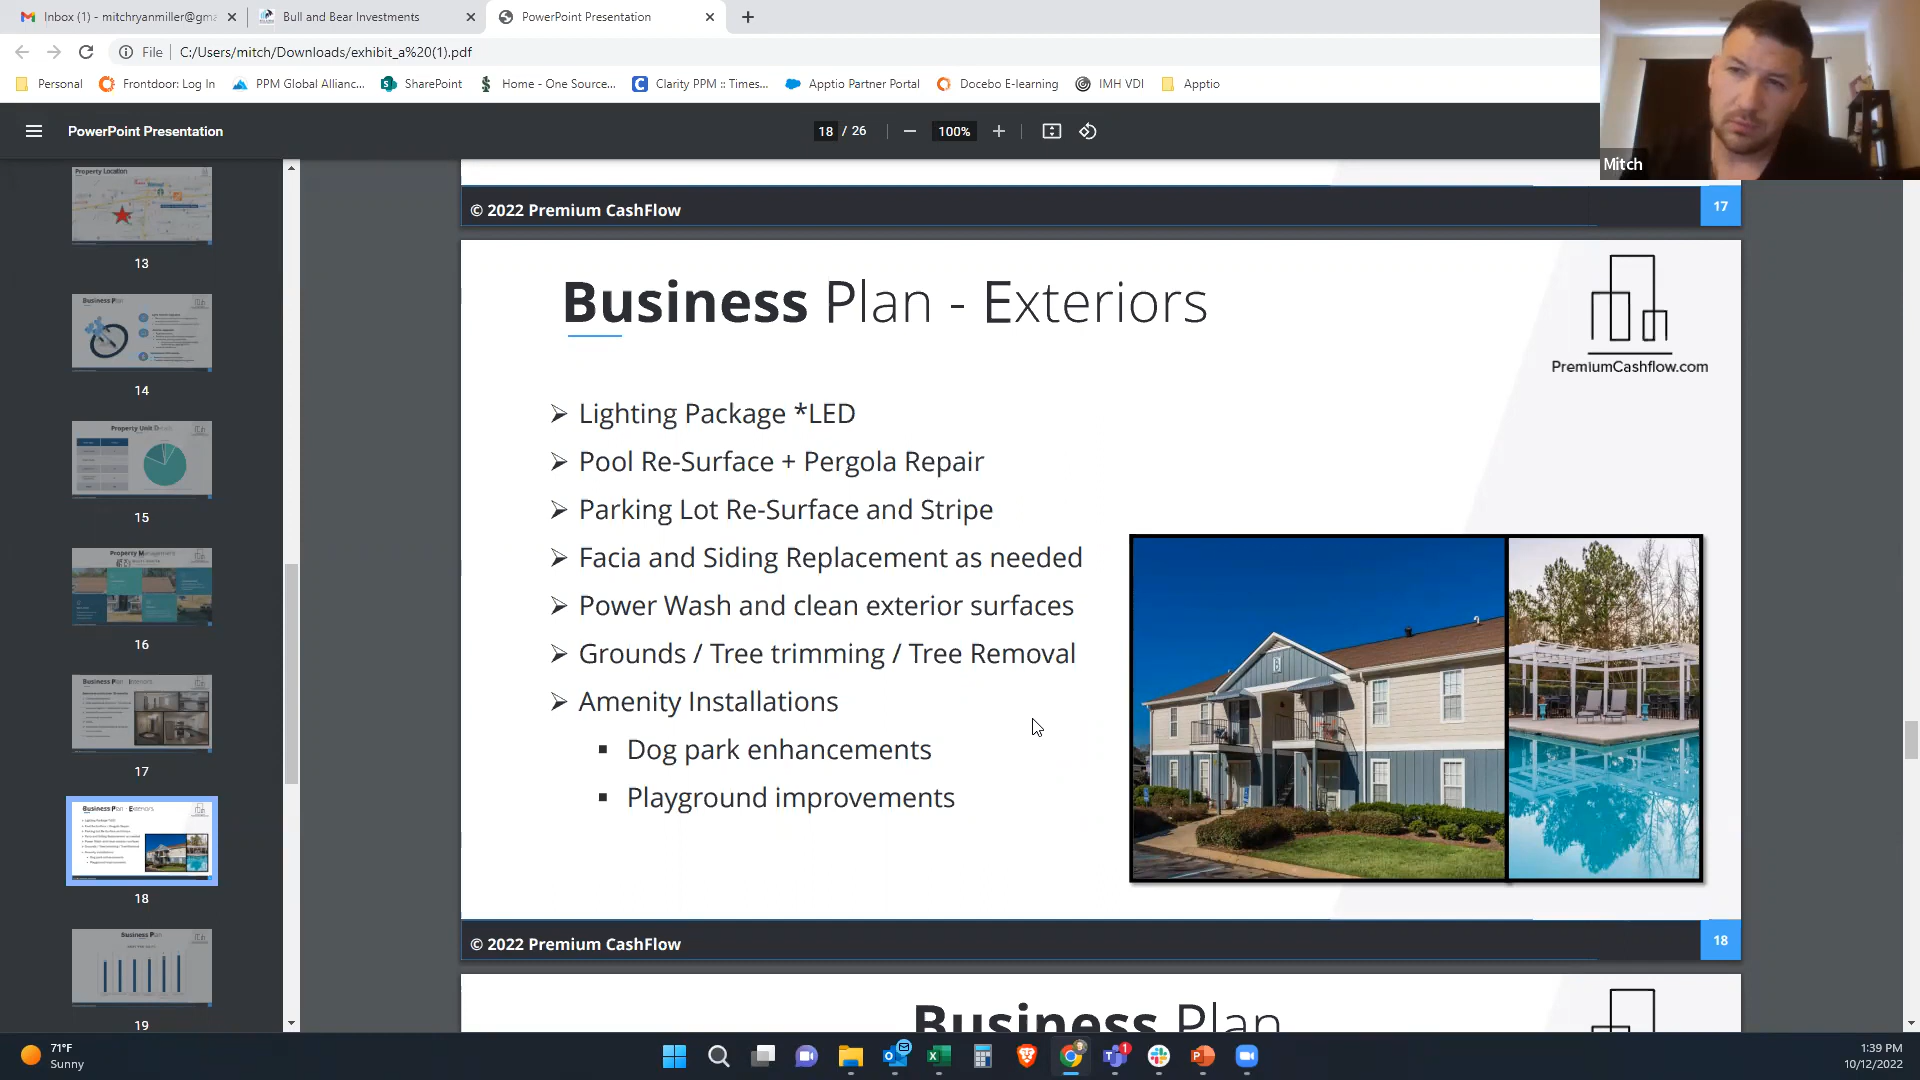 Inbox (1) - mitchryanmiller@gm
Bull and Bear Investments
PowerPoint Presentation
File
C:/Users/mitch/Downloads/exhibit_a%20(1).pdf
Personal
Frontdoor: Log In
PPM Global Allianc...
SharePoint
Home - One Source...
Clarity PPM :: Times...
Apptio Partner Portal
Docebo E-learning
IMH VDI
Apptio
Mitch
PowerPoint Presentation
18 / 26
100%
Property Location
13
Business Plan
14
Property Unit Detail
15
Property Management
16
Business Plan - Interiors
17
Business Plan - Exteriors
18
Business Plan
19
© 2022 Premium CashFlow
17
Business Plan - Exteriors
PremiumCashflow.com
Lighting Package *LED
Pool Re-Surface + Pergola Repair
Parking Lot Re-Surface and Stripe
Facia and Siding Replacement as needed
Power Wash and clean exterior surfaces
Grounds / Tree trimming / Tree Removal
Amenity Installations
Dog park enhancements
Playground improvements
© 2022 Premium CashFlow
18
Business Plan
71°F
Sunny
1
1:39 PM
10/12/2022